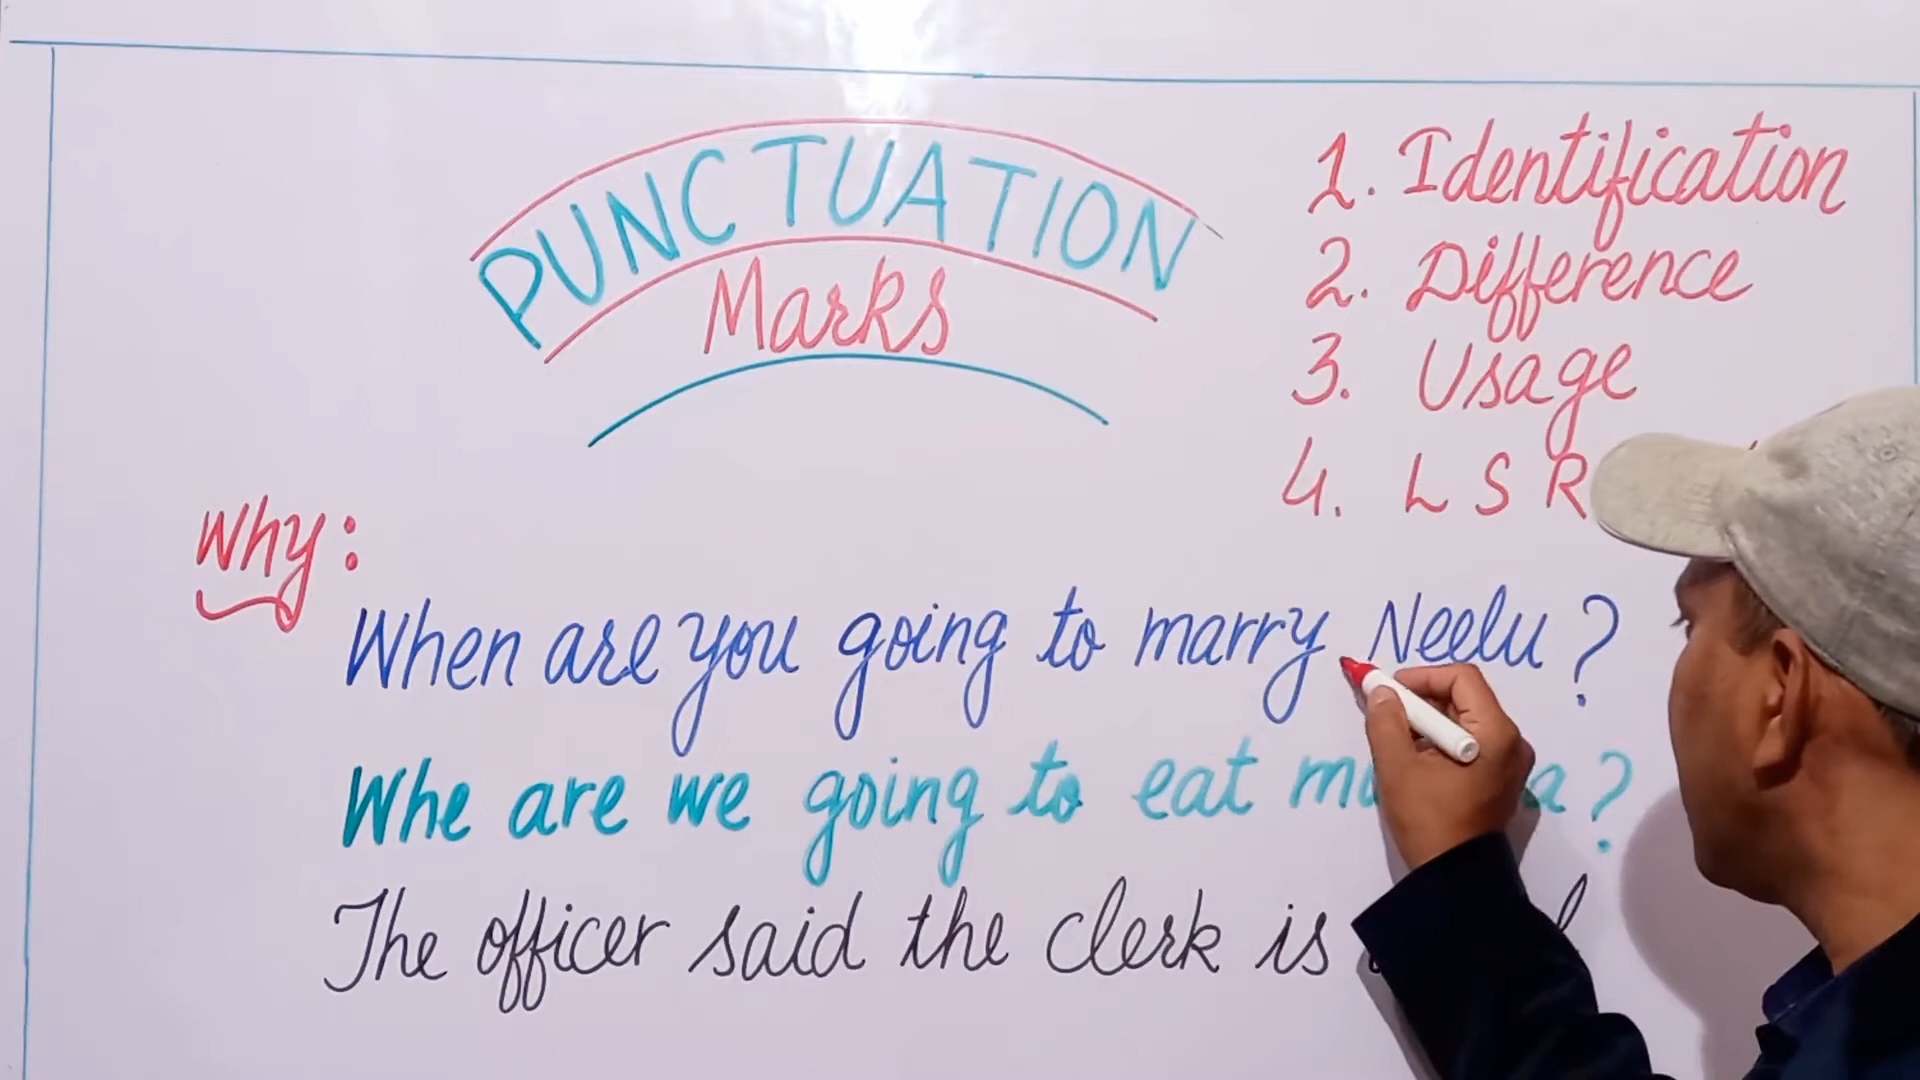 PUNCTUATION
Marks
1. Identification
2. Difference
3. Usage
4. L S R
Why:
When are you going to marry Neelu?
Whe are we going to eat ?
The officer said the clerk is